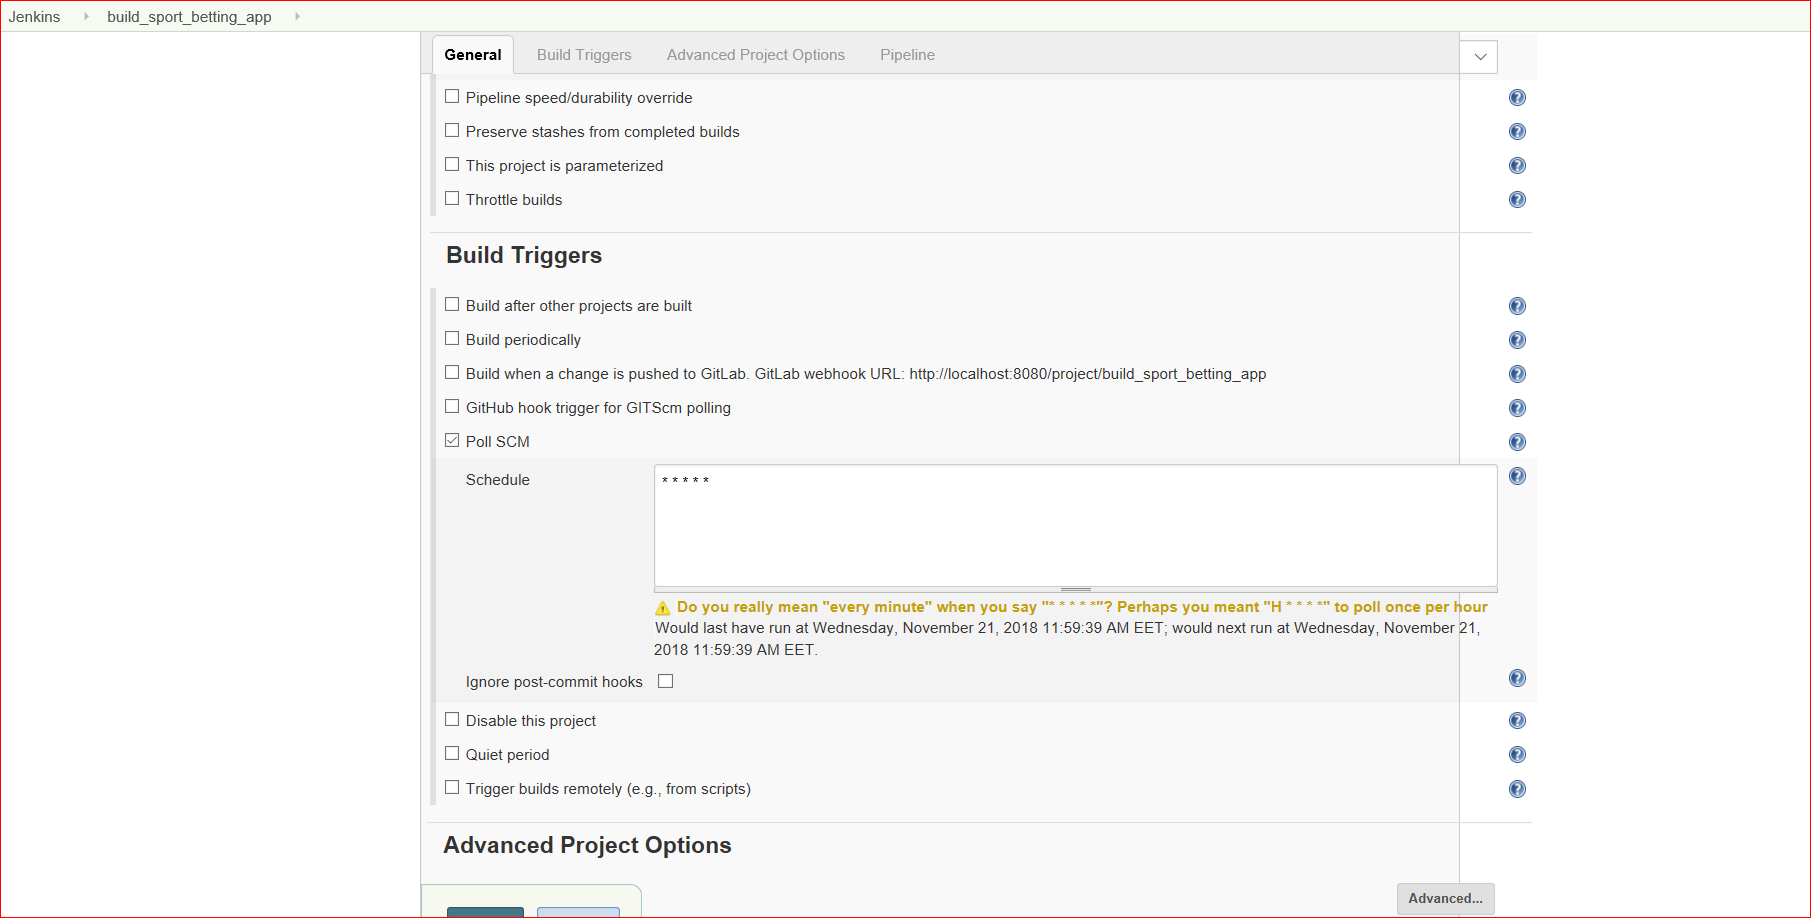 Jenkins build_sport_betting_app
General Build Triggers Advanced Project Options Pipeline
Pipeline speed/durability override
Preserve stashes from completed builds
This project is parameterized
Throttle builds
Build Triggers
Build after other projects are built
Build periodically
Build when a change is pushed to GitLab. GitLab webhook URL: http://localhost:8080/project/build_sport_betting_app
GitHub hook trigger for GITScm polling
Poll SCM
Schedule * * * * *
Do you really mean "every minute" when you say "* * * * *"? Perhaps you meant "H * * * *" to poll once per hour
Would last have run at Wednesday, November 21, 2018 11:59:39 AM EET; would next run at Wednesday, November 21,
2018 11:59:39 AM EET.
Ignore post-commit hooks
Disable this project
Quiet period
Trigger builds remotely (e.g., from scripts)
Advanced Project Options
Advanced...